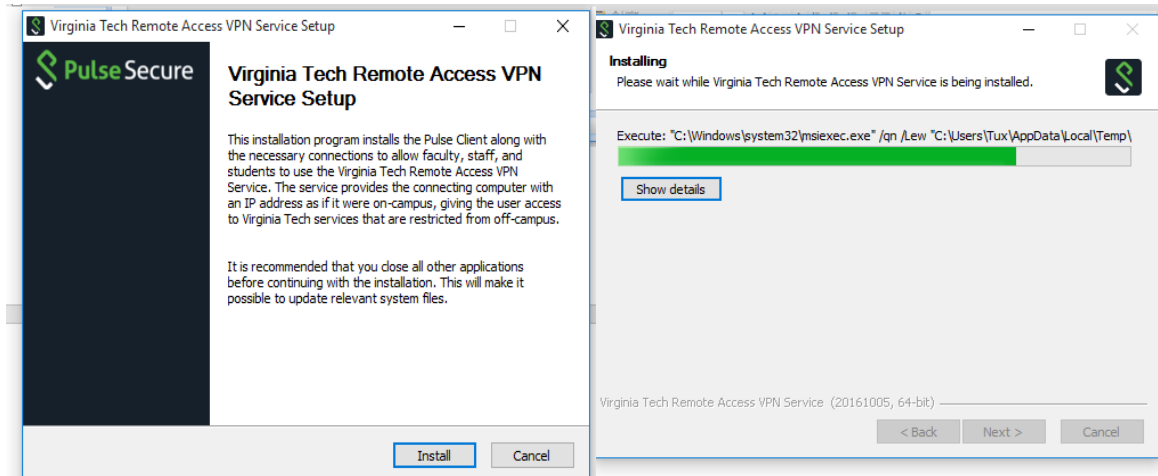 Virginia Tech Remote Access VPN Service Setup
Pulse Secure
Virginia Tech Remote Access VPN
Service Setup
This installation program installs the Pulse Client along with
the necessary connections to allow faculty, staff, and
students to use the Virginia Tech Remote Access VPN
Service. The service provides the connecting computer with
an IP address as if it were on-campus, giving the user access
to Virginia Tech services that are restricted from off-campus.
It is recommended that you close all other applications
before continuing with the installation. This will make it
possible to update relevant system files.
Install
Cancel
Virginia Tech Remote Access VPN Service Setup
Installing
Please wait while Virginia Tech Remote Access VPN Service is being installed.
Execute: "C:\Windows\system32\msiexec.exe" /qn /Lew "C:\Users\Tux\AppData\Local\Temp\
Show details
Virginia Tech Remote Access VPN Service (20161005, 64-bit)
< Back
Next >
Cancel